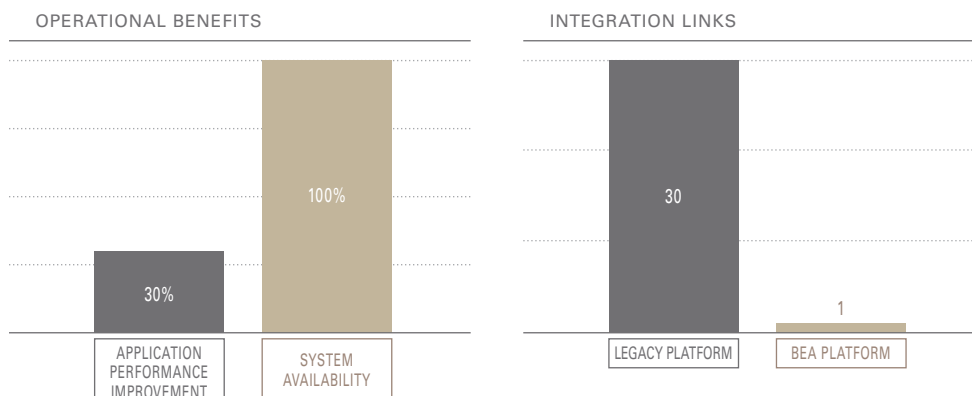 OPERATIONAL BENEFITS
100%
30%
APPLICATION
PERFORMANCE
IMPROVEMENT
SYSTEM
AVAILABILITY
INTEGRATION LINKS
30
1
LEGACY PLATFORM
BEA PLATFORM